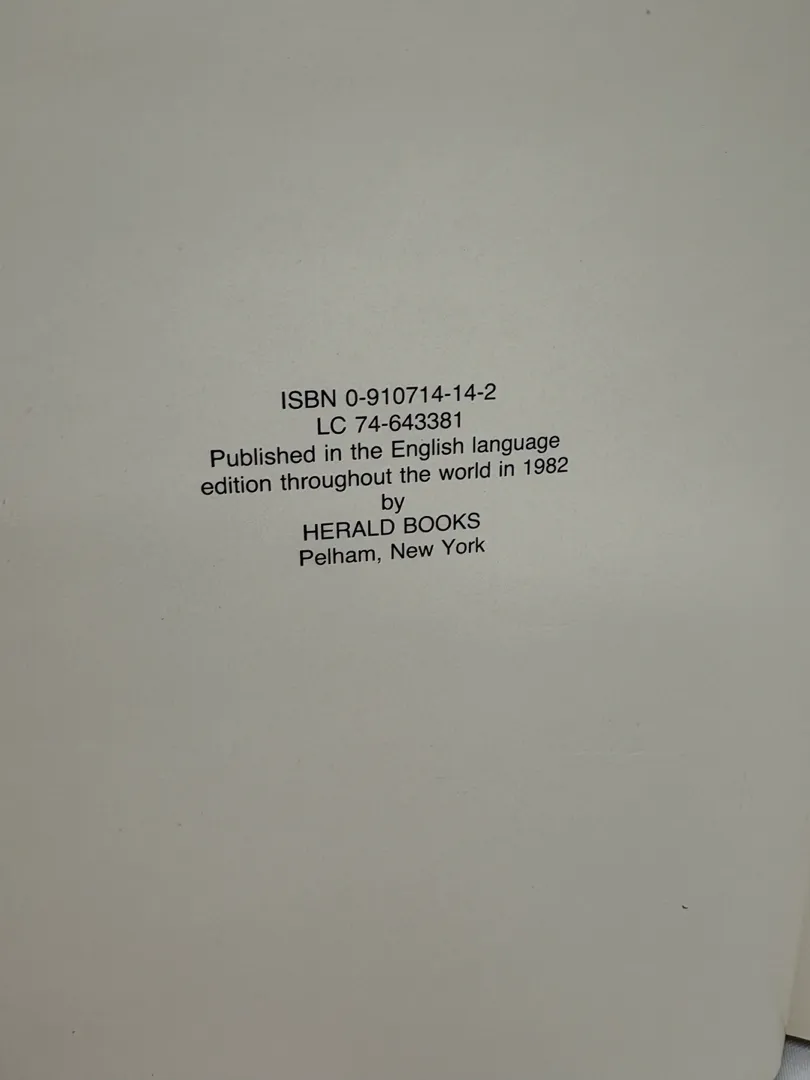 ISBN 0-910714-14-2
LC 74-643381
Published in the English language
edition throughout the world in 1982
by
HERALD BOOKS
Pelham, New York